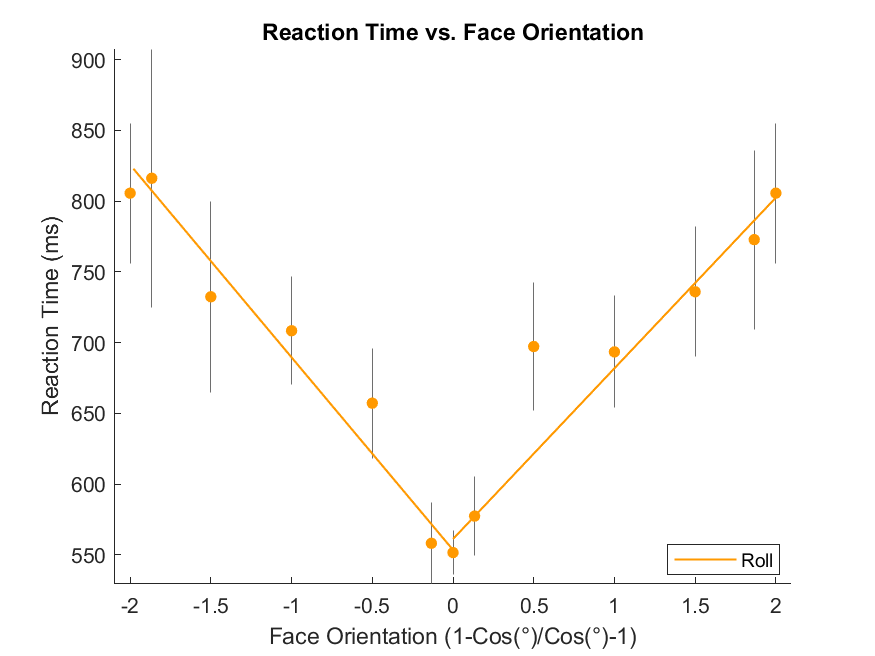 Reaction Time vs. Face Orientation
900
850
800
750
700
650
600
550
Reaction Time (ms)
-2 -1.5 -1 -0.5 0 0.5 1 1.5 2
Face Orientation (1-Cos(°)/Cos(°)-1)
Roll